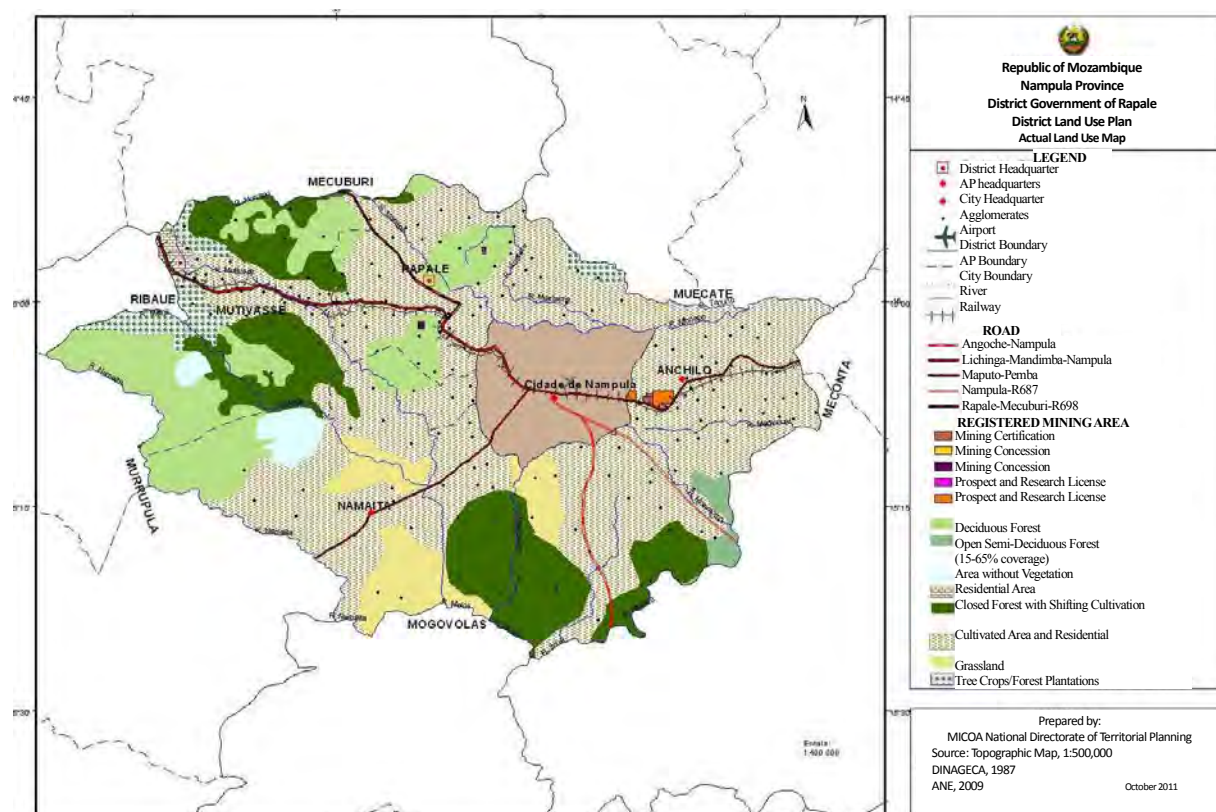 Republic of Mozambique
Nampula Province
District Government of Rapale
District Land Use Plan
Actual Land Use Map
LEGEND
District Headquarter
AP headquarters
City Headquarter
Agglomerates
Airport
District Boundary
AP Boundary
City Boundary
River
Railway
ROAD
Angoche-Nampula
Lichinga-Mandimba-Nampula
Maputo-Pemba
Nampula-R687
Rapale-Mecuburi-R698
REGISTERED MINING AREA
Mining Certification
Mining Concession
Mining Concession
Prospect and Research License
Prospect and Research License
Deciduous Forest
Open Semi-Deciduous Forest
(15-65% coverage)
Area without Vegetation
Residential Area
Closed Forest with Shifting Cultivation
Cultivated Area and Residential
Grassland
Tree Crops/Forest Plantations
Prepared by:
MICOA National Directorate of Territorial Planning
Source: Topographic Map, 1:500,000
DINAGECA, 1987
ANE, 2009
October 2011
N
MECUBURI
RAPALE
RIBAUE
MUTIVASSE
MUECATE
ANCHILO
Cidade de Nampula
MECONTA
MURRUPULA
NAMAITA
MOGOVOLAS
Escala:
1:400 000